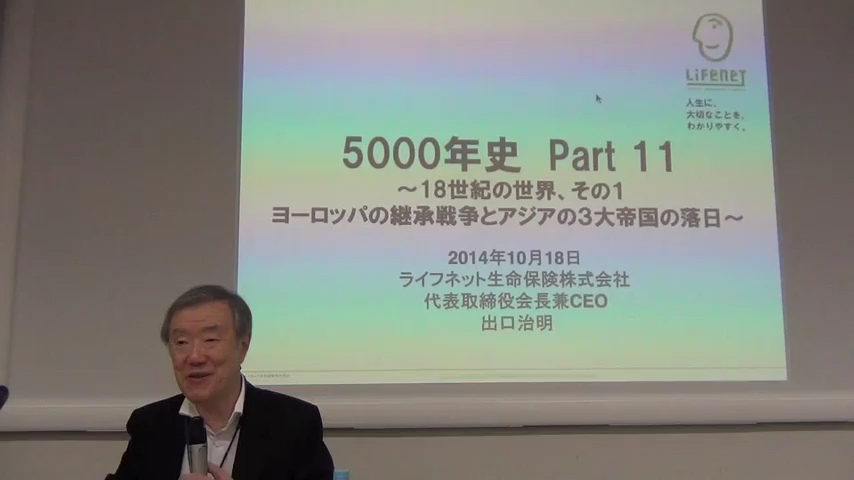 LIFENET
人生に、
大切なことを、
わかりやすく。
5000年史 Part 11
～18世紀の世界、その1
ヨーロッパの継承戦争とアジアの3大帝国の落日～
2014年10月18日
ライフネット生命保険株式会社
代表取締役会長兼CEO
出口治明